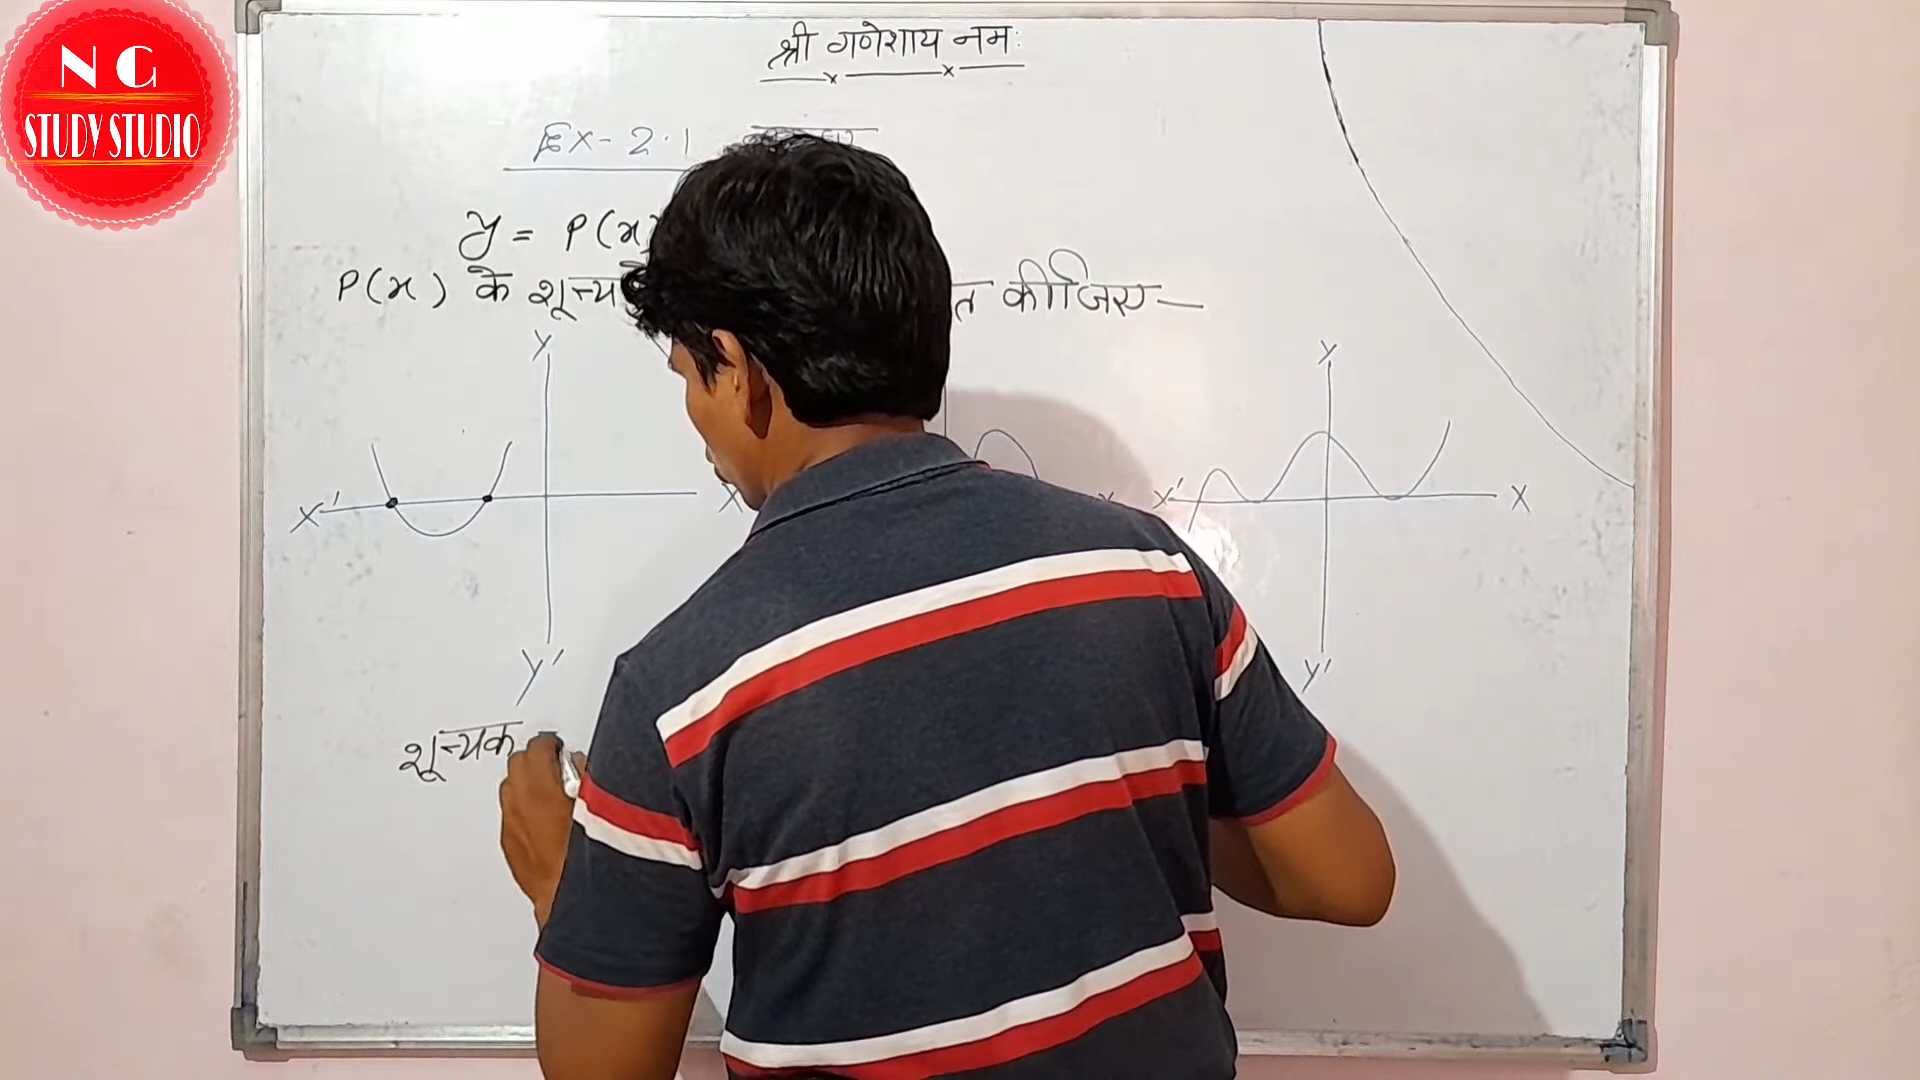 N G
STUDY STUDIO
श्री गणेशाय नमः
Ex- 2.1
y = P(x)
P(x) के शून्य कीजिए—
Y Y
X' X X' X
Y' Y'
शून्यक